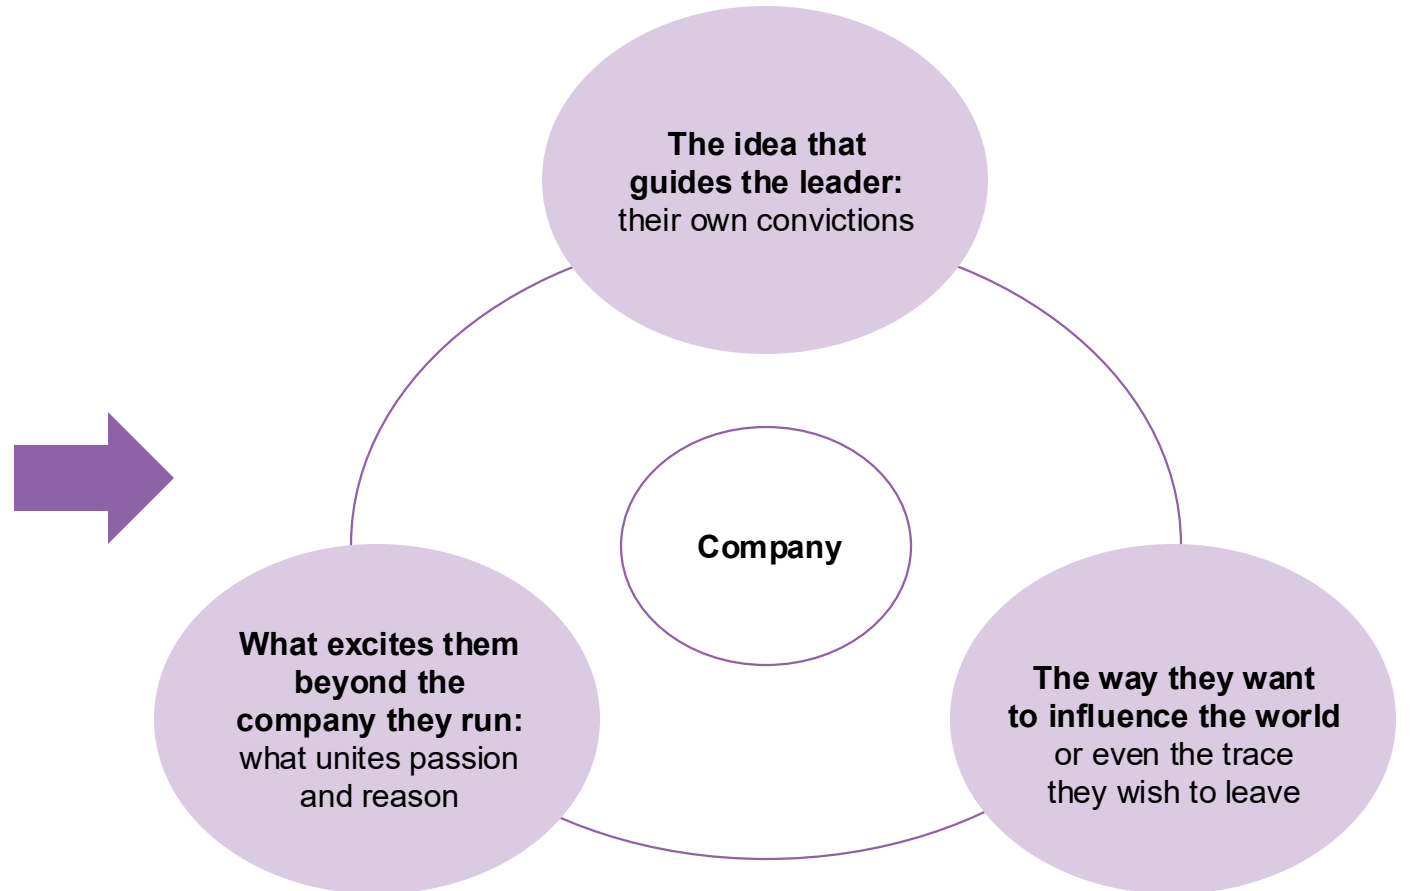 The idea that
guides the leader:
their own convictions
Company
What excites them
beyond the
company they run:
what unites passion
and reason
The way they want
to influence the world
or even the trace
they wish to leave